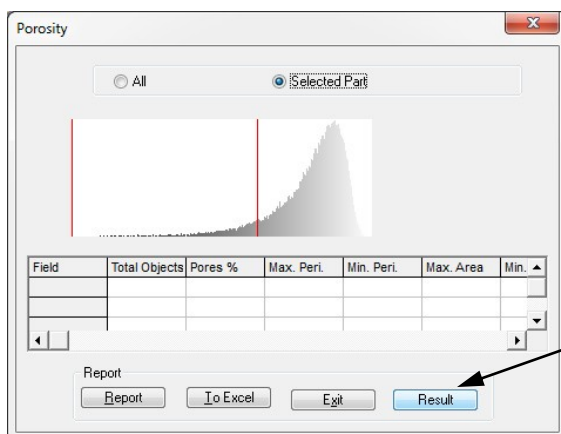 Porosity
All Selected Part
Field Total Objects Pores % Max. Peri. Min. Peri. Max. Area Min.
Report
Report To Excel Exit Result